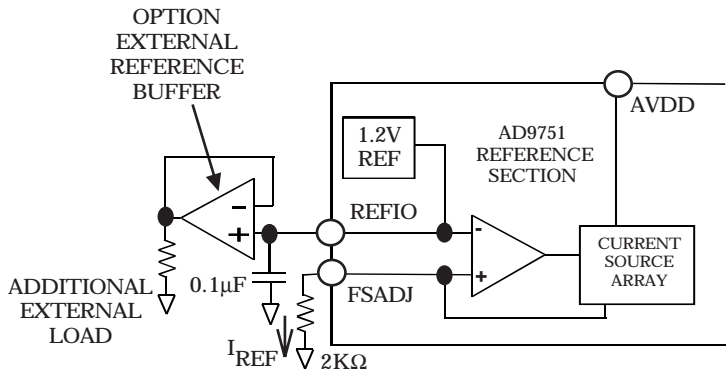 OPTION
EXTERNAL
REFERENCE
BUFFER
AVDD
1.2V
REF
AD9751
REFERENCE
SECTION
-
+
REFIO
-
+
CURRENT
SOURCE
ARRAY
ADDITIONAL
EXTERNAL
LOAD
0.1µF
FSADJ
IREF
2KΩ